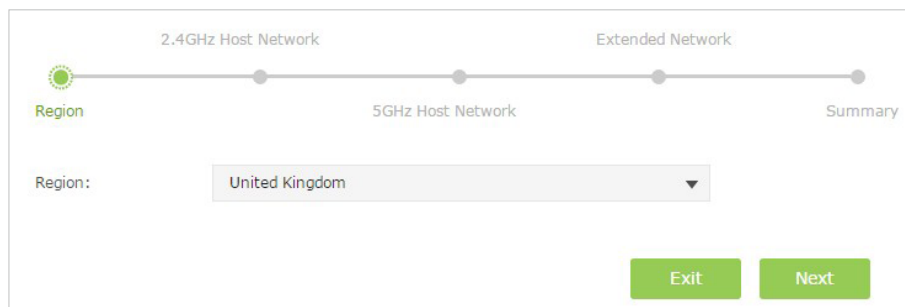 2.4GHz Host Network Extended Network
Region 5GHz Host Network Summary
Region: United Kingdom
Exit Next